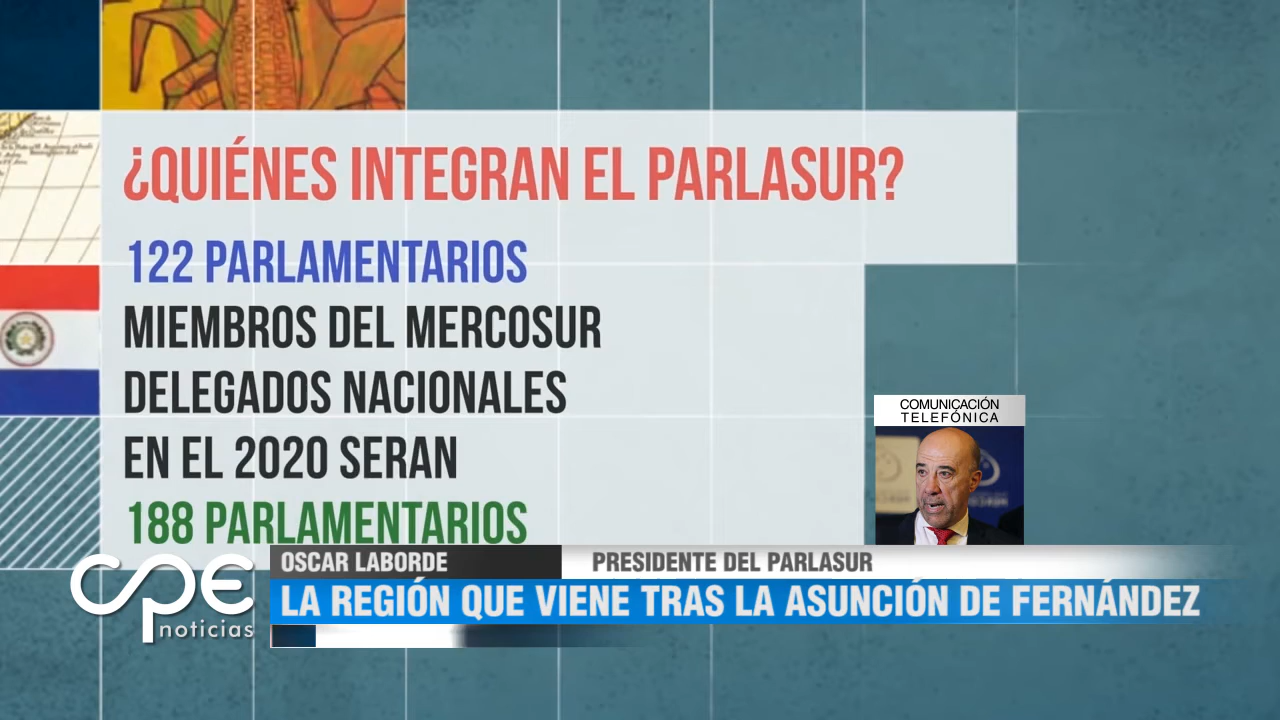 ¿QUIÉNES INTEGRAN EL PARLASUR?
122 PARLAMENTARIOS
MIEMBROS DEL MERCOSUR
DELEGADOS NACIONALES
EN EL 2020 SERAN
188 PARLAMENTARIOS
COMUNICACIÓN
TELEFÓNICA
OSCAR LABORDE PRESIDENTE DEL PARLASUR
LA REGIÓN QUE VIENE TRAS LA ASUNCIÓN DE FERNÁNDEZ
cpe
noticias